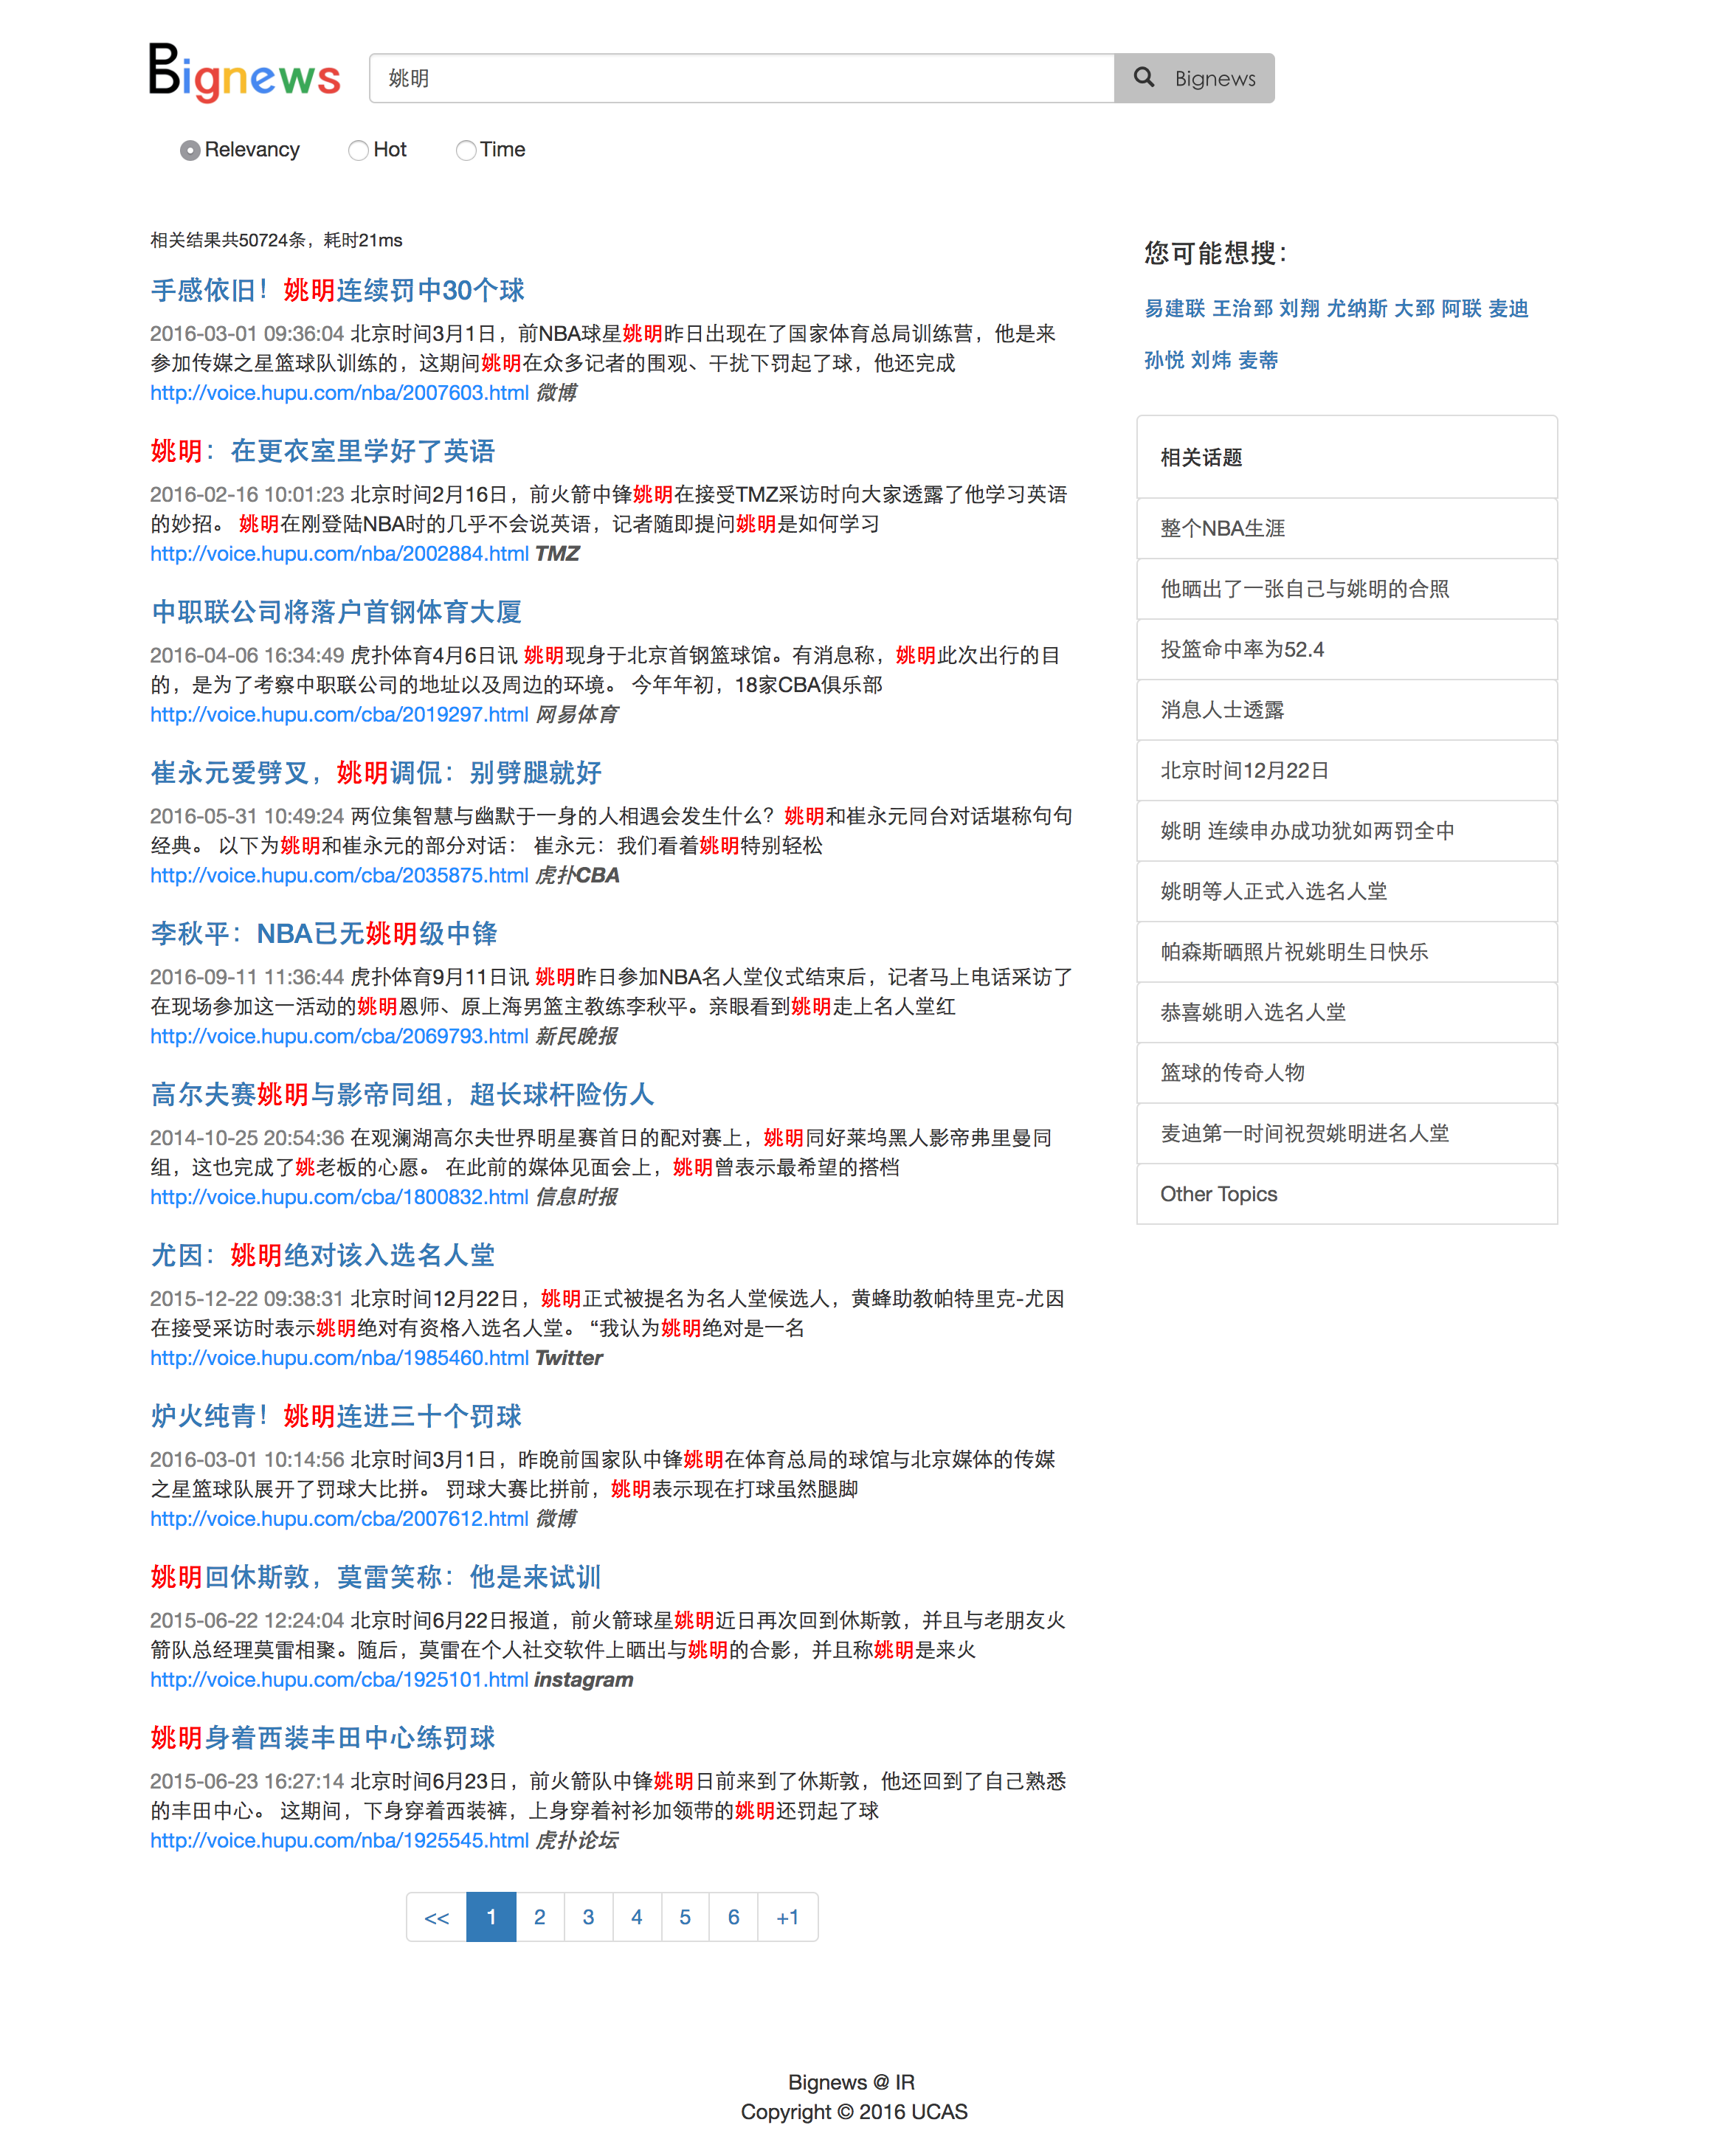 Bignews
姚明
Bignews
Relevancy Hot Time
相关结果共50724条，耗时21ms
手感依旧！姚明连续罚中30个球
2016-03-01 09:36:04 北京时间3月1日，前NBA球星姚明昨日出现在了国家体育总局训练营，他是来
参加传媒之星篮球队训练的，这期间姚明在众多记者的围观、干扰下罚起了球，他还完成
http://voice.hupu.com/nba/2007603.html 微博
姚明：在更衣室里学好了英语
2016-02-16 10:01:23 北京时间2月16日，前火箭中锋姚明在接受TMZ采访时向大家透露了他学习英语
的妙招。 姚明在刚登陆NBA时的几乎不会说英语，记者随即提问姚明是如何学习
http://voice.hupu.com/nba/2002884.html TMZ
中职联公司将落户首钢体育大厦
2016-04-06 16:34:49 虎扑体育4月6日讯 姚明现身于北京首钢篮球馆。有消息称，姚明此次出行的目
的，是为了考察中职联公司的地址以及周边的环境。 今年年初，18家CBA俱乐部
http://voice.hupu.com/cba/2019297.html 网易体育
崔永元爱劈叉，姚明调侃：别劈腿就好
2016-05-31 10:49:24 两位集智慧与幽默于一身的人相遇会发生什么？姚明和崔永元同台对话堪称句句
经典。 以下为姚明和崔永元的部分对话： 崔永元：我们看着姚明特别轻松
http://voice.hupu.com/cba/2035875.html 虎扑CBA
李秋平：NBA已无姚明级中锋
2016-09-11 11:36:44 虎扑体育9月11日讯 姚明昨日参加NBA名人堂仪式结束后，记者马上电话采访了
在现场参加这一活动的姚明恩师、原上海男篮主教练李秋平。亲眼看到姚明走上名人堂红
http://voice.hupu.com/cba/2069793.html 新民晚报
高尔夫赛姚明与影帝同组，超长球杆险伤人
2014-10-25 20:54:36 在观澜湖高尔夫世界明星赛首日的配对赛上，姚明同好莱坞黑人影帝弗里曼同
组，这也完成了姚老板的心愿。 在此前的媒体见面会上，姚明曾表示最希望的搭档
http://voice.hupu.com/cba/1800832.html 信息时报
尤因：姚明绝对该入选名人堂
2015-12-22 09:38:31 北京时间12月22日，姚明正式被提名为名人堂候选人，黄蜂助教帕特里克-尤因
在接受采访时表示姚明绝对有资格入选名人堂。 “我认为姚明绝对是一名
http://voice.hupu.com/nba/1985460.html Twitter
炉火纯青！姚明连进三十个罚球
2016-03-01 10:14:56 北京时间3月1日，昨晚前国家队中锋姚明在体育总局的球馆与北京媒体的传媒
之星篮球队展开了罚球大比拼。 罚球大赛比拼前，姚明表示现在打球虽然腿脚
http://voice.hupu.com/cba/2007612.html 微博
姚明回休斯敦，莫雷笑称：他是来试训
2015-06-22 12:24:04 北京时间6月22日报道，前火箭球星姚明近日再次回到休斯敦，并且与老朋友火
箭队总经理莫雷相聚。随后，莫雷在个人社交软件上晒出与姚明的合影，并且称姚明是来火
http://voice.hupu.com/cba/1925101.html instagram
姚明身着西装丰田中心练罚球
2015-06-23 16:27:14 北京时间6月23日，前火箭队中锋姚明日前来到了休斯敦，他还回到了自己熟悉
的丰田中心。 这期间，下身穿着西装裤，上身穿着衬衫加领带的姚明还罚起了球
http://voice.hupu.com/nba/1925545.html 虎扑论坛
<< 1 2 3 4 5 6 +1
您可能想搜：
易建联 王治郅 刘翔 尤纳斯 大郅 阿联 麦迪
孙悦 刘炜 麦蒂
相关话题
整个NBA生涯
他晒出了一张自己与姚明的合照
投篮命中率为52.4
消息人士透露
北京时间12月22日
姚明 连续申办成功犹如两罚全中
姚明等人正式入选名人堂
帕森斯晒照片祝姚明生日快乐
恭喜姚明入选名人堂
篮球的传奇人物
麦迪第一时间祝贺姚明进名人堂
Other Topics
Bignews @ IR
Copyright © 2016 UCAS